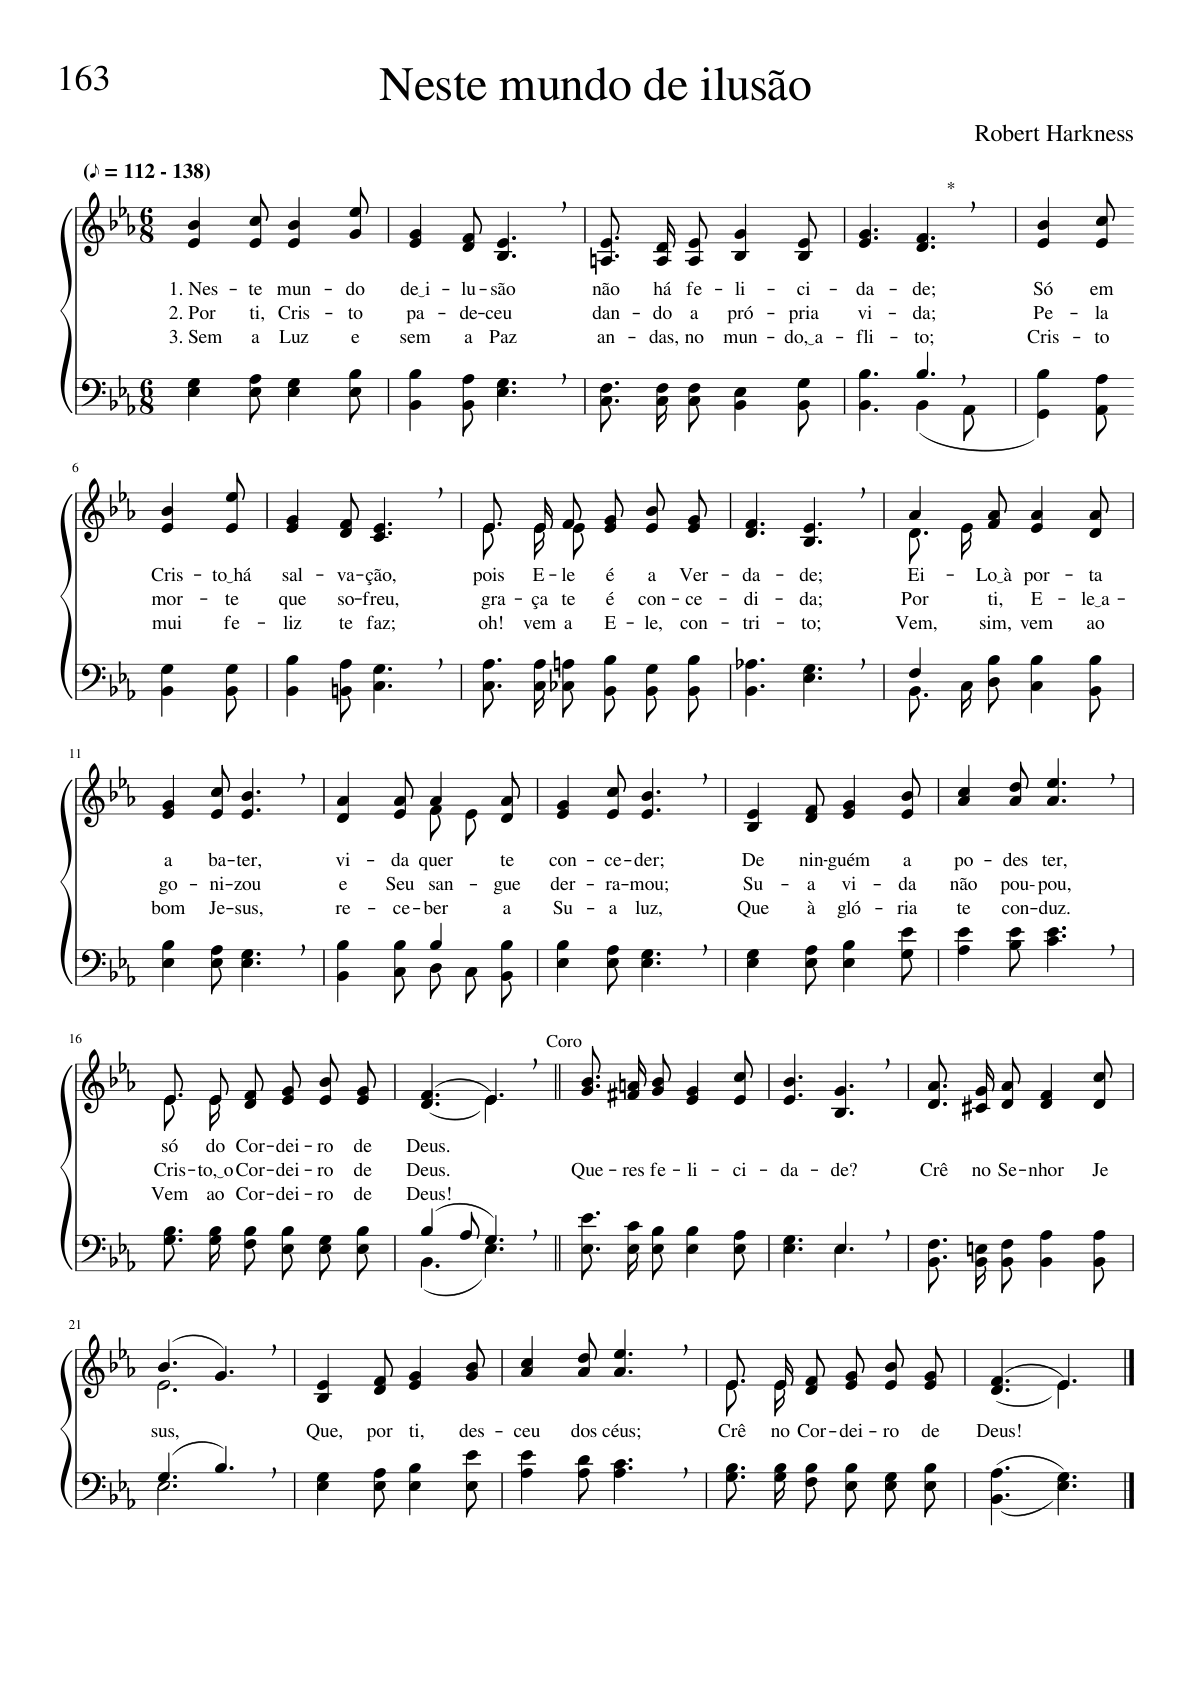 163
Neste mundo de ilusão
Robert Harkness
(♪ = 112 - 138)
*
1. Nes – te mun – do de‿i – lu – são não há fe – li – ci – da – de; Só em
2. Por ti, Cris – to pa – de – ceu dan – do a pró – pria vi – da; Pe – la
3. Sem a Luz e sem a Paz an – das, no mun – do,‿a – fli – to; Cris – to
6
Cris – to‿há sal – va – ção, pois E – le é a Ver – da – de; Ei – Lo‿à por – ta
mor – te que so – freu, gra – ça te é con – ce – di – da; Por ti, E – le‿a –
mui fe – liz te faz; oh! vem a E – le, con – tri – to; Vem, sim, vem ao
11
a ba – ter, vi – da quer te con – ce – der; De nin – guém a po – des ter,
go – ni – zou e Seu san – gue der – ra – mou; Su – a vi – da não pou - pou,
bom Je – sus, re – ce – ber a Su – a luz, Que à gló – ria te con – duz.
16
Coro
só do Cor – dei – ro de Deus.
Cris – to,‿o Cor – dei – ro de Deus. Que – res fe – li – ci – da – de? Crê no Se – nhor Je
Vem ao Cor – dei – ro de Deus!
21
sus, Que, por ti, des – ceu dos céus; Crê no Cor – dei – ro de Deus!